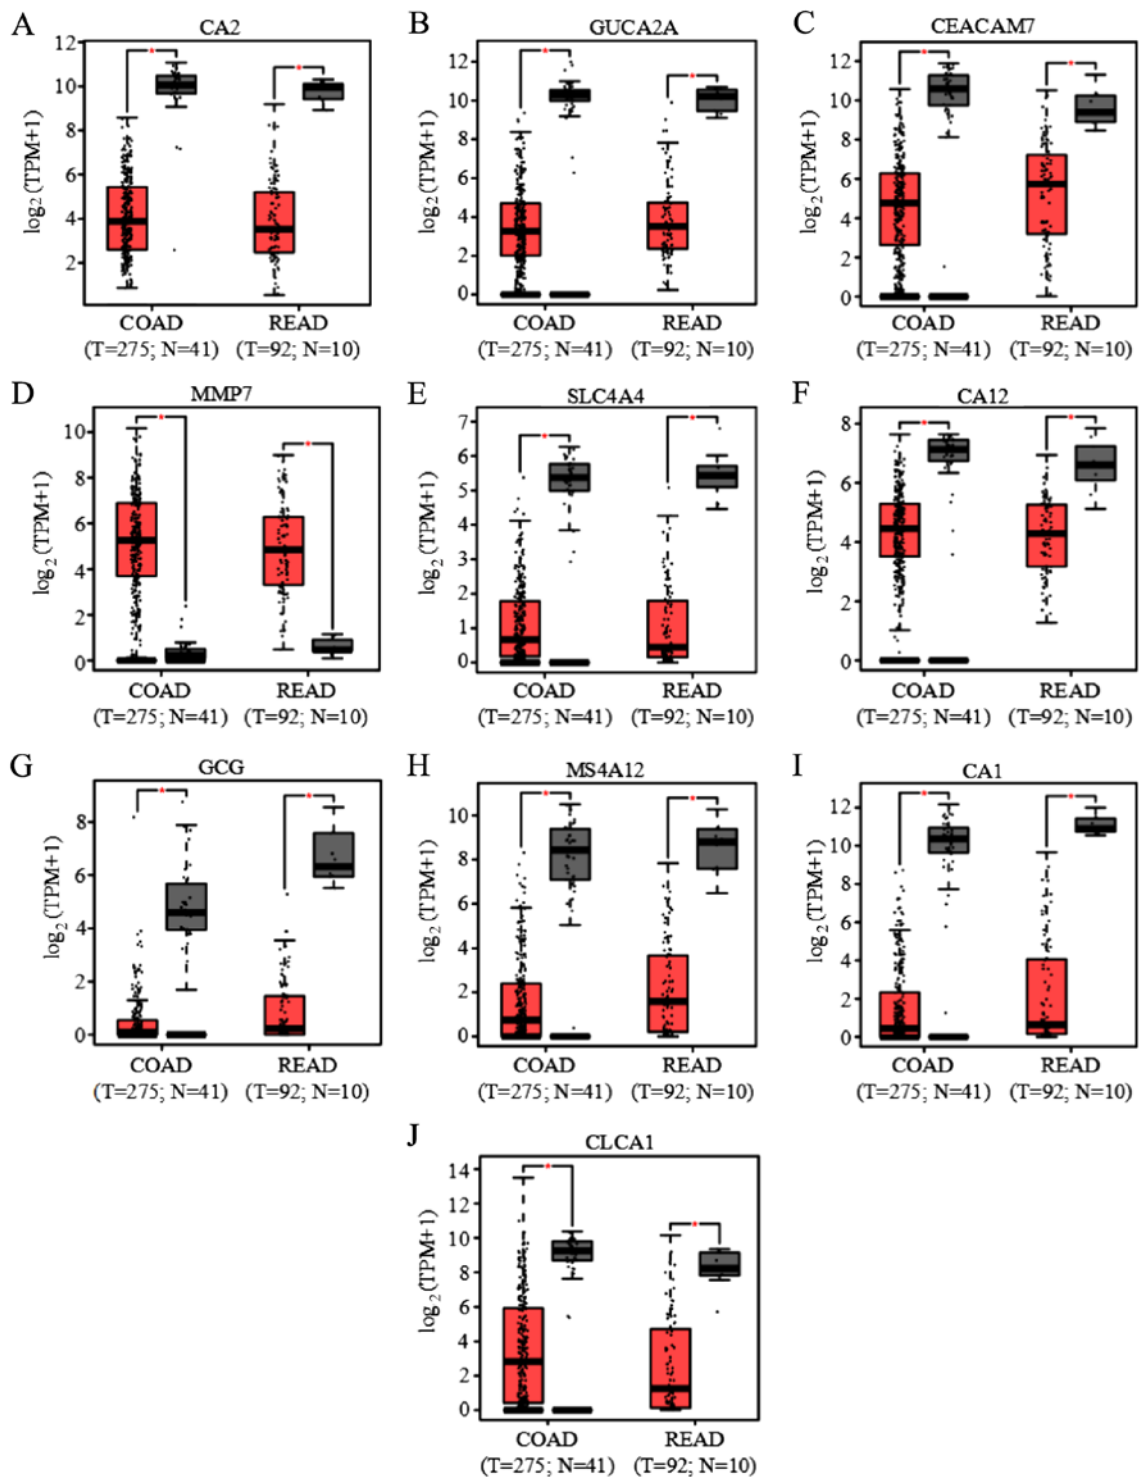 A
CA2
log2(TPM+1)
12
10
8
6
4
2
*
*
COAD
READ
(T=275; N=41)
(T=92; N=10)
B
GUCA2A
log2(TPM+1)
12
10
8
6
4
2
0
*
*
COAD
READ
(T=275; N=41)
(T=92; N=10)
C
CEACAM7
log2(TPM+1)
12
10
8
6
4
2
0
*
*
COAD
READ
(T=275; N=41)
(T=92; N=10)
D
MMP7
log2(TPM+1)
10
8
6
4
2
0
*
*
COAD
READ
(T=275; N=41)
(T=92; N=10)
E
SLC4A4
log2(TPM+1)
7
6
5
4
3
2
1
0
*
*
COAD
READ
(T=275; N=41)
(T=92; N=10)
F
CA12
log2(TPM+1)
8
6
4
2
0
*
*
COAD
READ
(T=275; N=41)
(T=92; N=10)
G
GCG
log2(TPM+1)
8
6
4
2
0
*
*
COAD
READ
(T=275; N=41)
(T=92; N=10)
H
MS4A12
log2(TPM+1)
10
8
6
4
2
0
*
*
COAD
READ
(T=275; N=41)
(T=92; N=10)
I
CA1
log2(TPM+1)
12
10
8
6
4
2
0
*
*
COAD
READ
(T=275; N=41)
(T=92; N=10)
J
CLCA1
log2(TPM+1)
14
12
10
8
6
4
2
0
*
*
COAD
READ
(T=275; N=41)
(T=92; N=10)